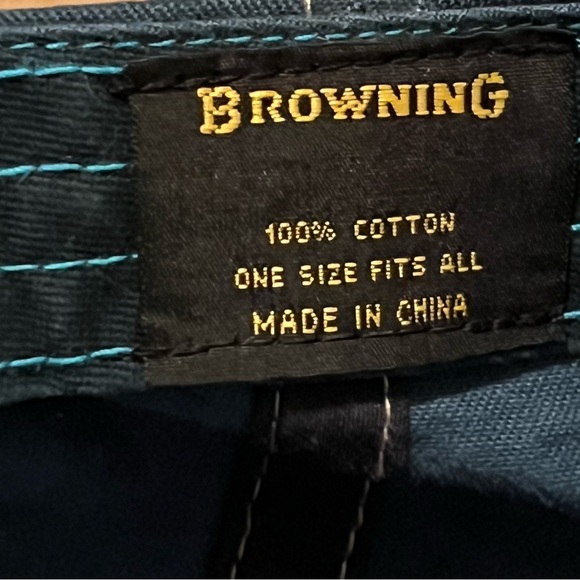 BROWNING
100% COTTON
ONE SIZE FITS ALL
MADE IN CHINA